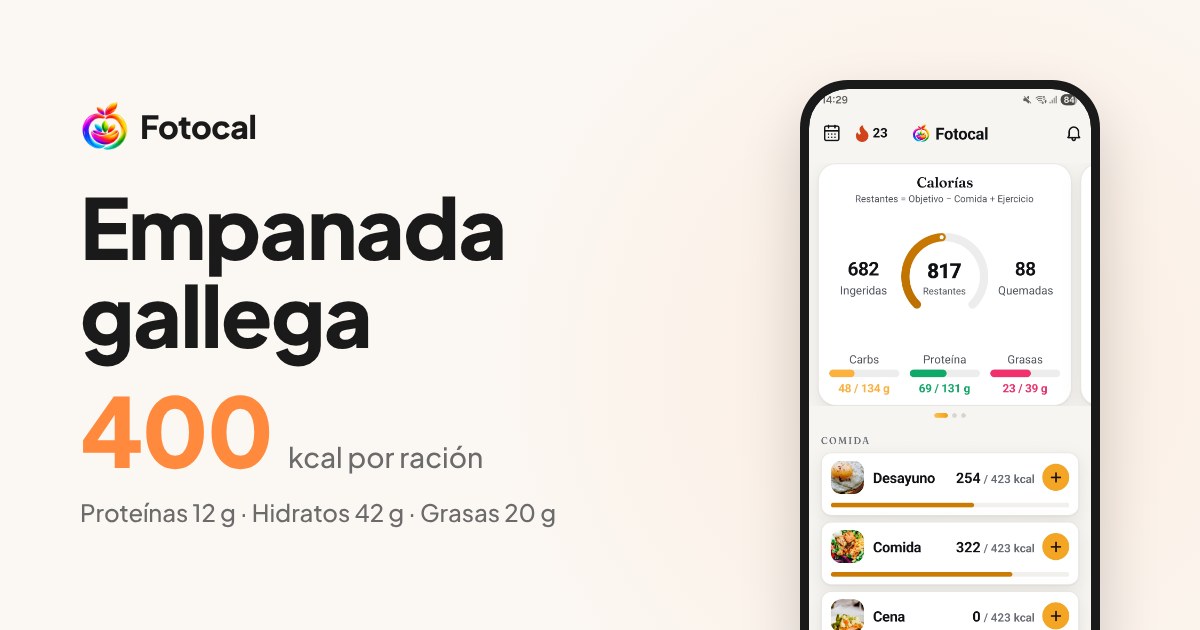 Fotocal
Empanada
gallega
400 kcal por ración
Proteínas 12 g · Hidratos 42 g · Grasas 20 g
14:29
84
23
Fotocal
Calorías
Restantes = Objetivo − Comida + Ejercicio
682
Ingeridas
817
Restantes
88
Quemadas
Carbs
48 / 134 g
Proteína
69 / 131 g
Grasas
23 / 39 g
COMIDA
Desayuno 254 / 423 kcal +
Comida 322 / 423 kcal +
Cena 0 / 423 kcal +